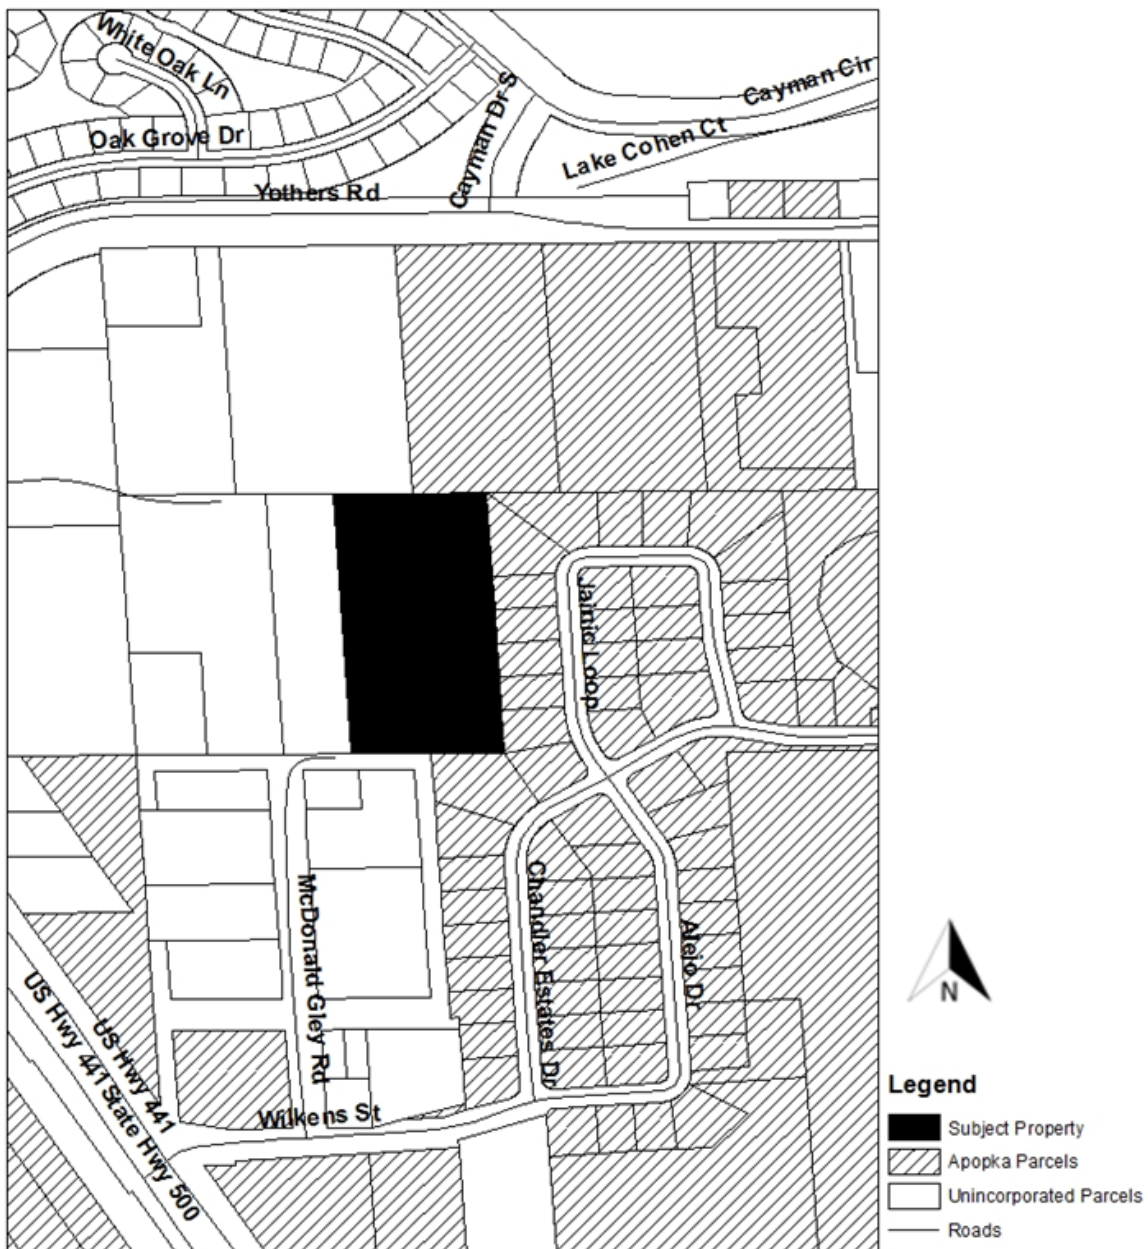 White Oak Ln
Cayman Cir
Oak Grove Dr
Cayman Dr S
Lake Cohen Ct
Yothers Rd
Jainic Loop
McDonald Gley Rd
Chandler Estates Dr
Alejo Dr
US Hwy 441
US Hwy 441
State Hwy 500
Wilkens St
N
Legend
Subject Property
Apopka Parcels
Unincorporated Parcels
Roads